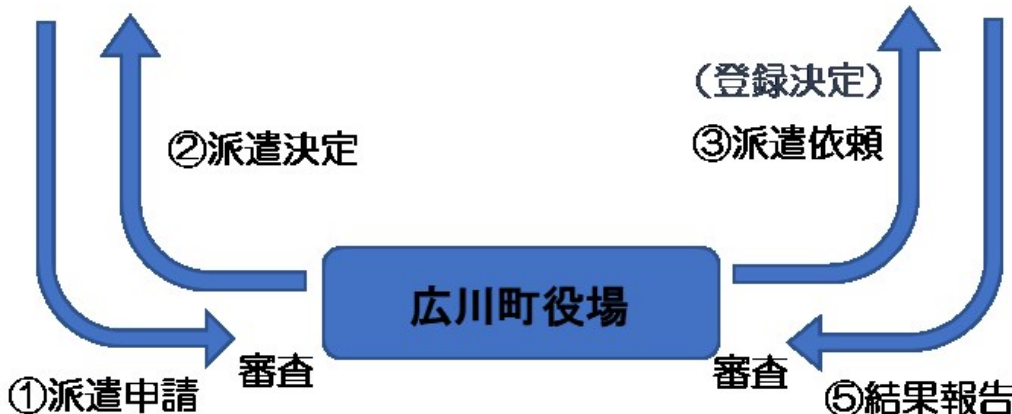 (登録決定)
②派遣決定
③派遣依頼
広川町役場
審査
審査
①派遣申請
⑤結果報告